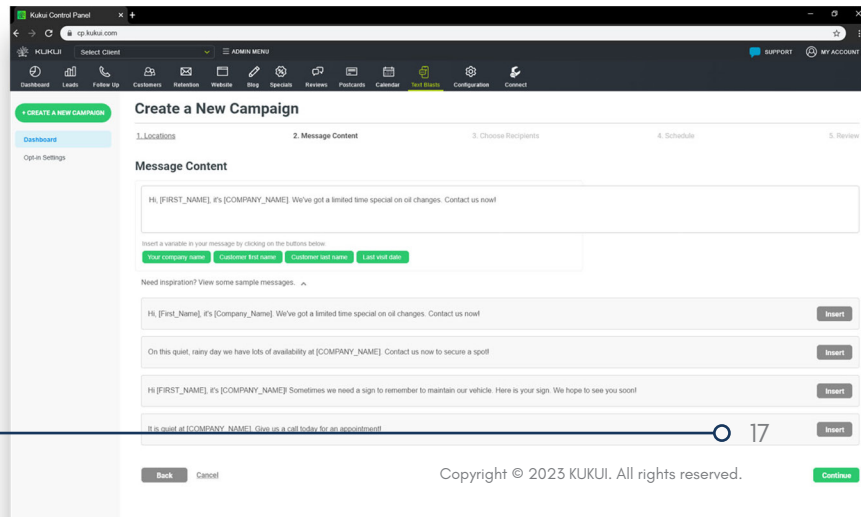 Kukui Control Panel
cp.kukui.com
KUKUI Select Client ADMIN MENU SUPPORT MY ACCOUNT
Dashboard Leads Follow Up Customers Retention Website Blog Specials Reviews Postcards Calendar Text Blasts Configuration Connect
+ CREATE A NEW CAMPAIGN
Dashboard
Opt-in Settings
Create a New Campaign
1. Locations 2. Message Content 3. Choose Recipients 4. Schedule 5. Review
Message Content
Hi, [FIRST_NAME], it's [COMPANY_NAME]. We've got a limited time special on oil changes. Contact us now!
Insert a variable in your message by clicking on the buttons below.
Your company name Customer first name Customer last name Last visit date
Need inspiration? View some sample messages.
Hi, [First_Name], it's [Company_Name]. We've got a limited time special on oil changes. Contact us now! Insert
On this quiet, rainy day we have lots of availability at [COMPANY_NAME]. Contact us now to secure a spot! Insert
Hi [FIRST_NAME], it's [COMPANY_NAME]! Sometimes we need a sign to remember to maintain our vehicle. Here is your sign. We hope to see you soon! Insert
It is quiet at [COMPANY_NAME]. Give us a call today for an appointment! 17 Insert
Back Cancel Copyright © 2023 KUKUI. All rights reserved. Continue